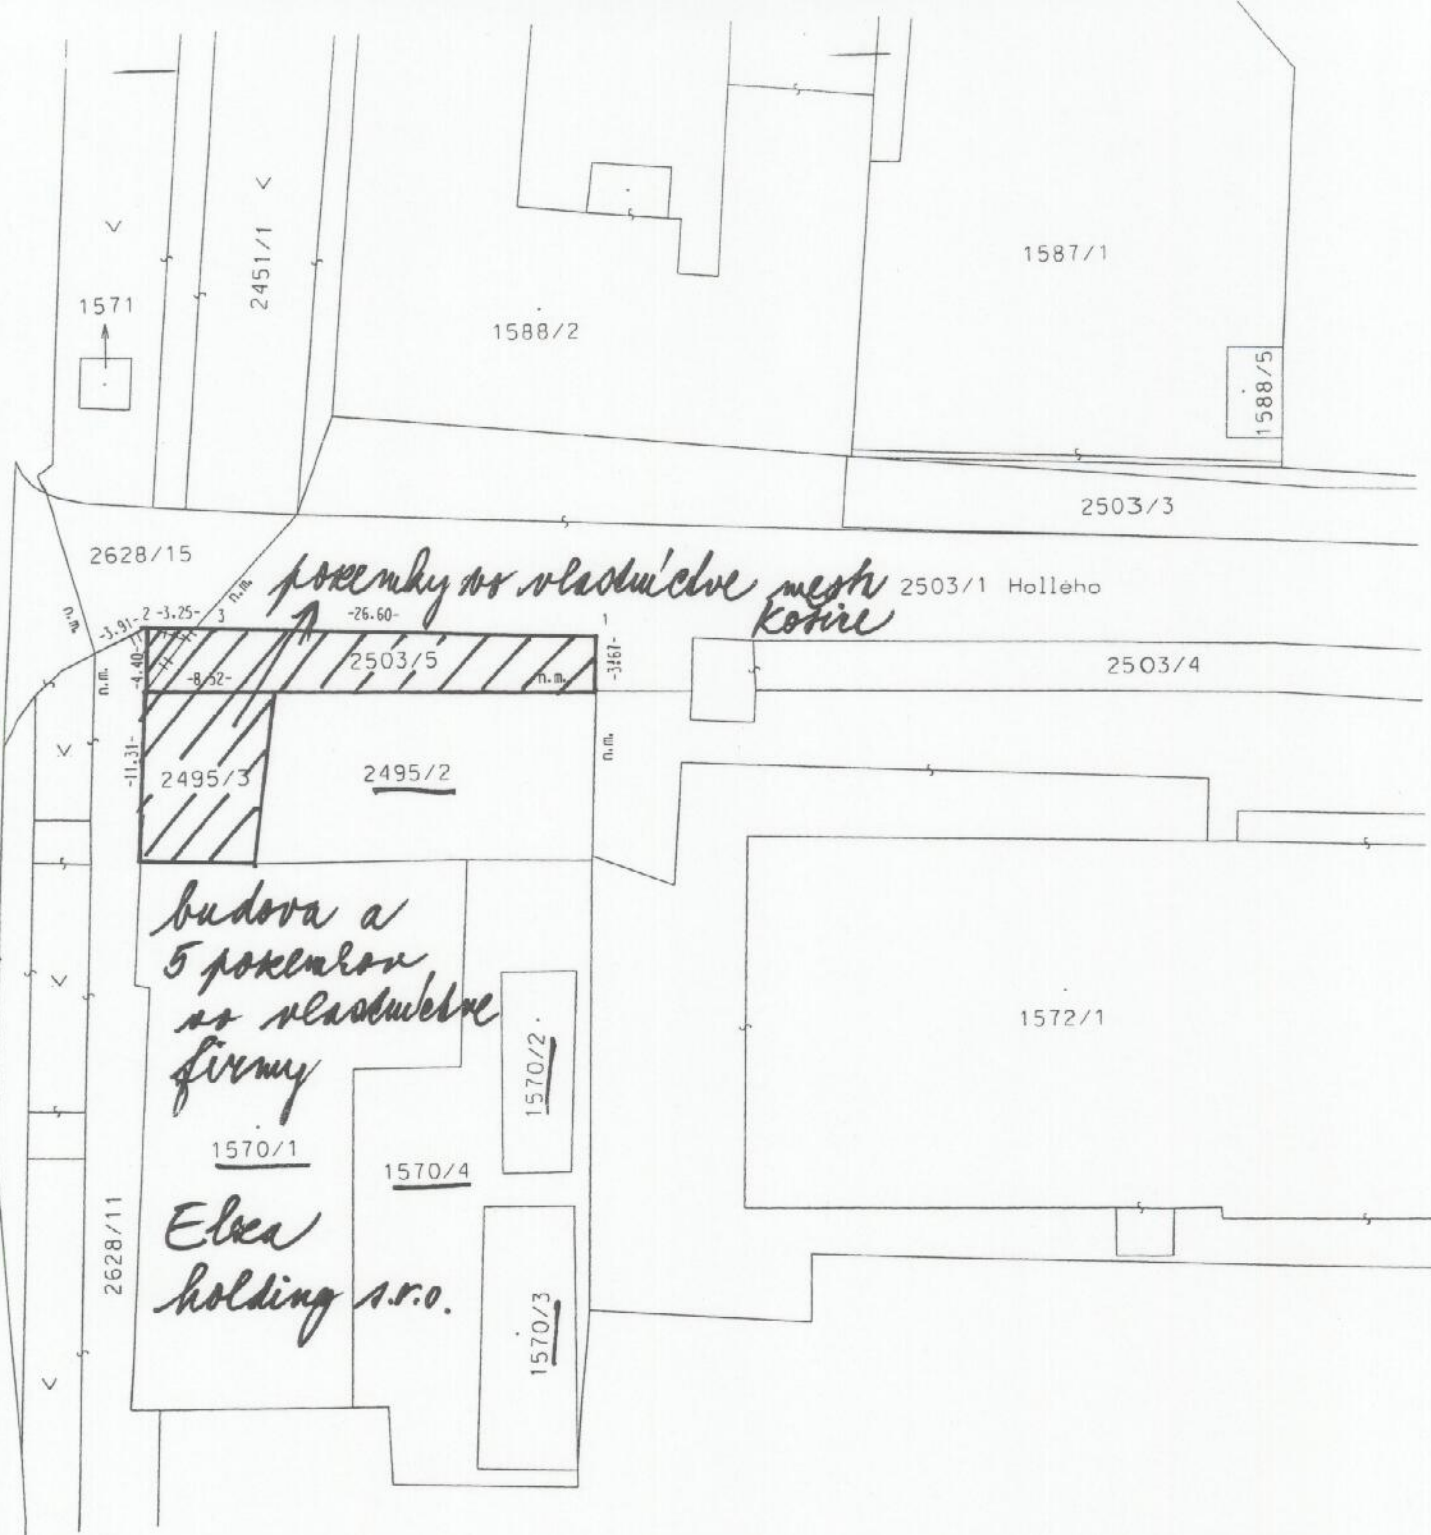 1571
2451/1
1588/2
1587/1
1588/5
2503/3
2628/15
n.m.
pozemky vo vlastníctve mesta
Košice
2503/1 Hollého
n.m.
-3.91-
2
-3.25-
3
-26.60-
1
-4.40-
-8.52-
2503/5
n.m.
-3.67-
2503/4
n.m.
-11.31-
2495/3
2495/2
n.m.
budova a
5 pozemkov
vo vlastníctve
firmy
1570/2
1572/1
1570/1
1570/4
2628/11
Elza
holding s.r.o.
1570/3